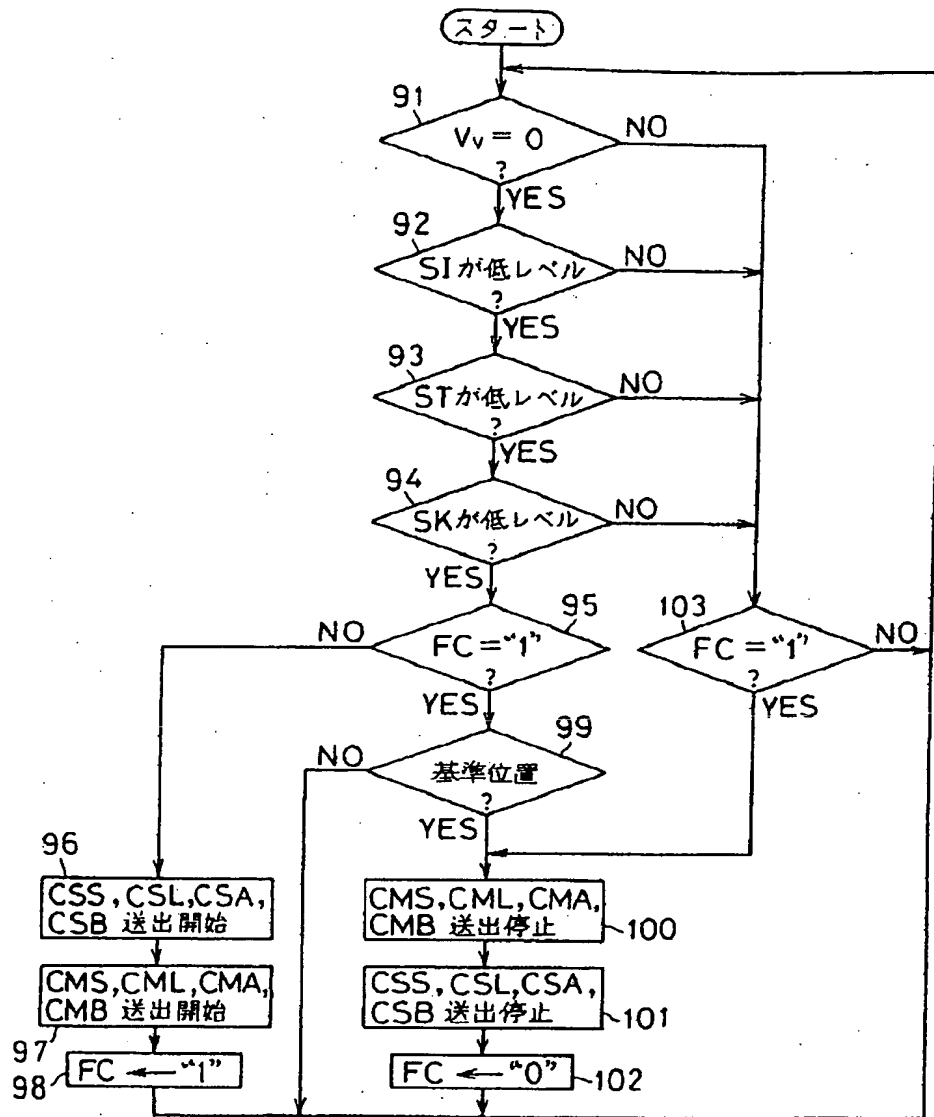 スタート
91
Vv = 0
?
NO
YES
92
SIが低レベル
?
NO
YES
93
STが低レベル
?
NO
YES
94
SKが低レベル
?
NO
YES
95
FC="1"
?
NO
YES
103
FC="1"
?
NO
YES
99
基準位置
?
NO
YES
96
CSS,CSL,CSA,
CSB 送出開始
CMS,CML,CMA,
CMB 送出開始
97
FC ← "1"
98
CMS,CML,CMA,
CMB 送出停止
100
CSS,CSL,CSA,
CSB 送出停止
101
FC ← "0"
102